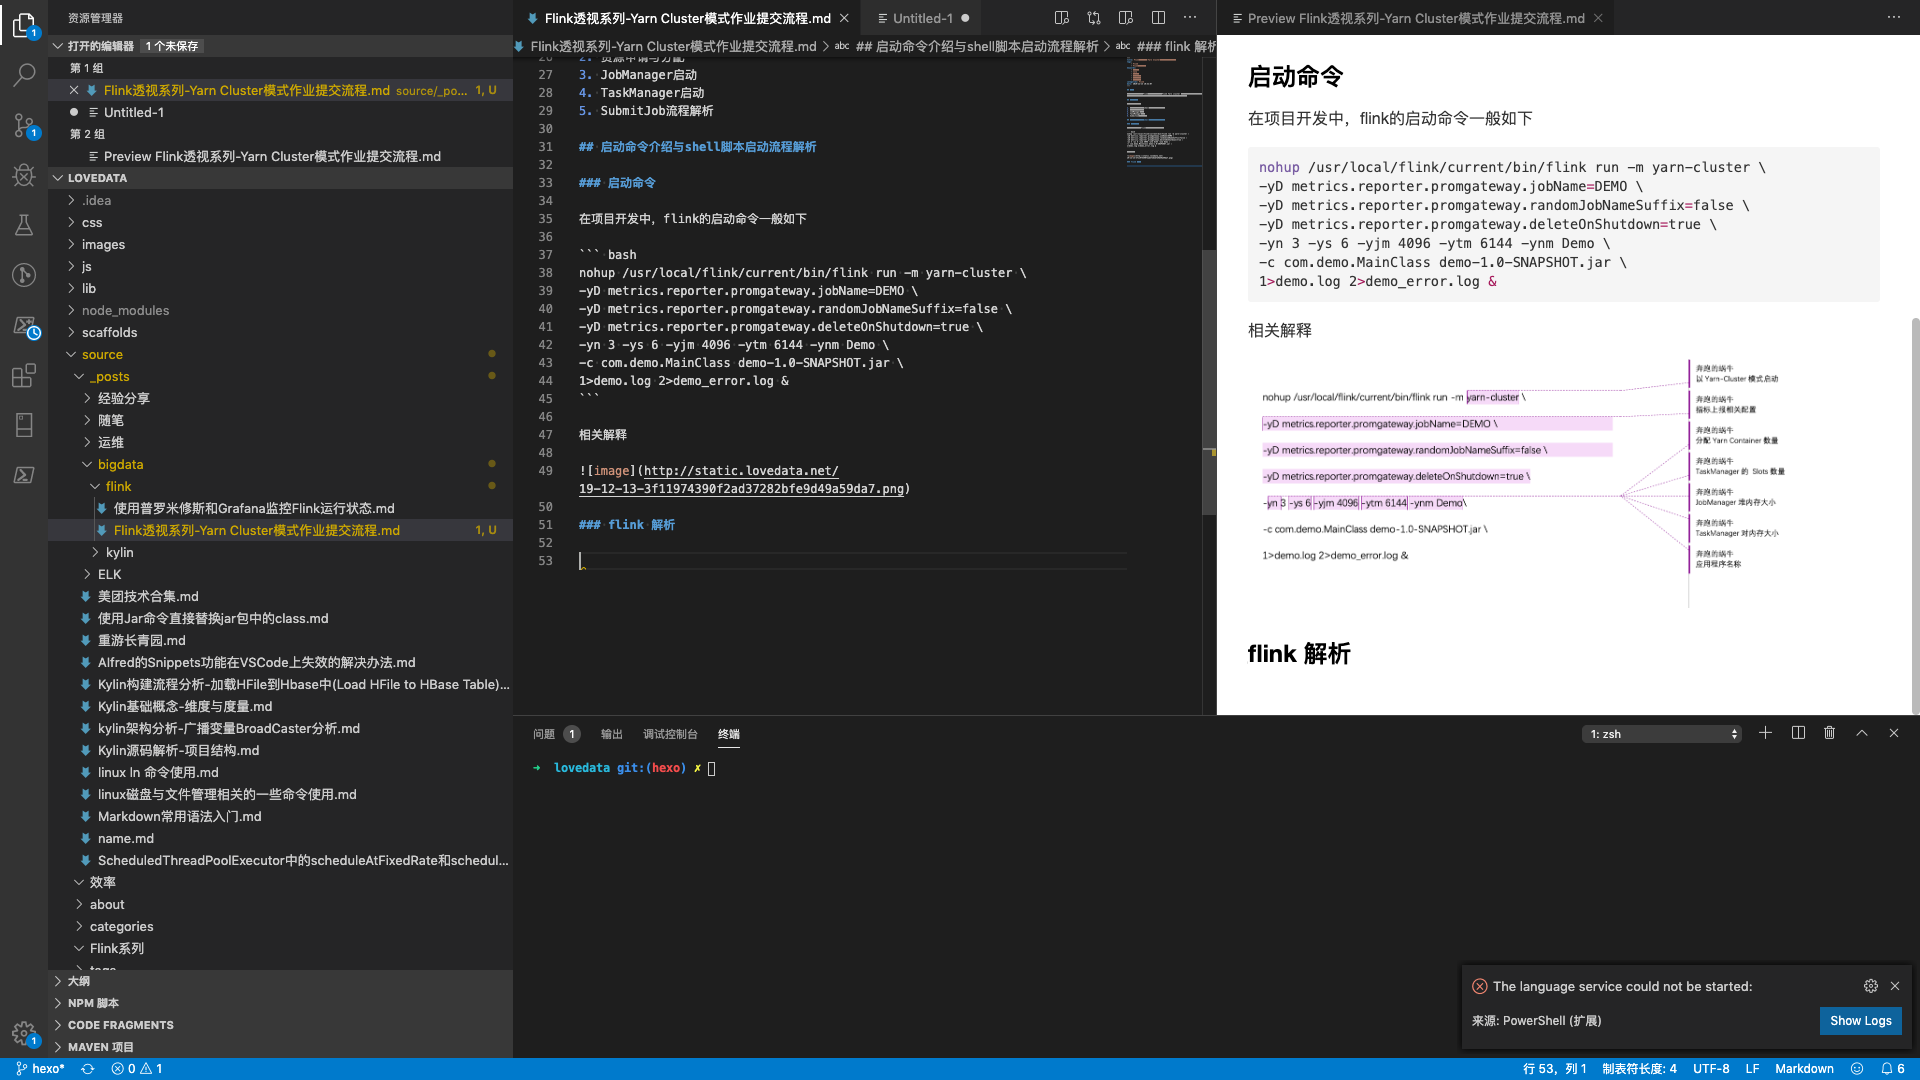 资源管理器
打开的编辑器 1 个未保存
第 1 组
Flink透视系列-Yarn Cluster模式作业提交流程.md source/_po... 1, U
Untitled-1
第 2 组
Preview Flink透视系列-Yarn Cluster模式作业提交流程.md
LOVEDATA
.idea
css
images
js
lib
node_modules
scaffolds
source
_posts
经验分享
随笔
运维
bigdata
flink
使用普罗米修斯和Grafana监控Flink运行状态.md
Flink透视系列-Yarn Cluster模式作业提交流程.md 1, U
kylin
ELK
美团技术合集.md
使用Jar命令直接替换jar包中的class.md
重游长青园.md
Alfred的Snippets功能在VSCode上失效的解决办法.md
Kylin构建流程分析-加载HFile到Hbase中(Load HFile to HBase Table)...
Kylin基础概念-维度与度量.md
kylin架构分析-广播变量BroadCaster分析.md
Kylin源码解析-项目结构.md
linux ln 命令使用.md
linux磁盘与文件管理相关的一些命令使用.md
Markdown常用语法入门.md
name.md
ScheduledThreadPoolExecutor中的scheduleAtFixedRate和schedul...
效率
about
categories
Flink系列
tags
大纲
NPM 脚本
CODE FRAGMENTS
MAVEN 项目
Flink透视系列-Yarn Cluster模式作业提交流程.md
Untitled-1
Flink透视系列-Yarn Cluster模式作业提交流程.md > abc ## 启动命令介绍与shell脚本启动流程解析 > abc ### flink 解析
26 2. 资源申请与分配
27 3. JobManager启动
28 4. TaskManager启动
29 5. SubmitJob流程解析
30
31 ## 启动命令介绍与shell脚本启动流程解析
32
33 ### 启动命令
34
35 在项目开发中，flink的启动命令一般如下
36
37 ``` bash
38 nohup /usr/local/flink/current/bin/flink run -m yarn-cluster \
39 -yD metrics.reporter.promgateway.jobName=DEMO \
40 -yD metrics.reporter.promgateway.randomJobNameSuffix=false \
41 -yD metrics.reporter.promgateway.deleteOnShutdown=true \
42 -yn 3 -ys 6 -yjm 4096 -ytm 6144 -ynm Demo \
43 -c com.demo.MainClass demo-1.0-SNAPSHOT.jar \
44 1>demo.log 2>demo_error.log &
45 ```
46
47 相关解释
48
49 ![image](http://static.lovedata.net/
19-12-13-3f11974390f2ad37282bfe9d49a59da7.png)
50
51 ### flink 解析
52
53
Preview Flink透视系列-Yarn Cluster模式作业提交流程.md
启动命令
在项目开发中，flink的启动命令一般如下
nohup /usr/local/flink/current/bin/flink run -m yarn-cluster \
-yD metrics.reporter.promgateway.jobName=DEMO \
-yD metrics.reporter.promgateway.randomJobNameSuffix=false \
-yD metrics.reporter.promgateway.deleteOnShutdown=true \
-yn 3 -ys 6 -yjm 4096 -ytm 6144 -ynm Demo \
-c com.demo.MainClass demo-1.0-SNAPSHOT.jar \
1>demo.log 2>demo_error.log &
相关解释
nohup /usr/local/flink/current/bin/flink run -m yarn-cluster \
-yD metrics.reporter.promgateway.jobName=DEMO \
-yD metrics.reporter.promgateway.randomJobNameSuffix=false \
-yD metrics.reporter.promgateway.deleteOnShutdown=true \
-yn 3 -ys 6 -yjm 4096 -ytm 6144 -ynm Demo\
-c com.demo.MainClass demo-1.0-SNAPSHOT.jar \
1>demo.log 2>demo_error.log &
奔跑的蜗牛
以 Yarn-Cluster 模式启动
奔跑的蜗牛
指标上报相关配置
奔跑的蜗牛
分配 Yarn Container 数量
奔跑的蜗牛
TaskManager 的 Slots 数量
奔跑的蜗牛
JobManager 堆内存大小
奔跑的蜗牛
TaskManager 对内存大小
奔跑的蜗牛
应用程序名称
flink 解析
问题 1 输出 调试控制台 终端
1: zsh
→ lovedata git:(hexo) ✗
The language service could not be started:
来源: PowerShell (扩展)
Show Logs
hexo* 0 1
行 53，列 1 制表符长度: 4 UTF-8 LF Markdown 6